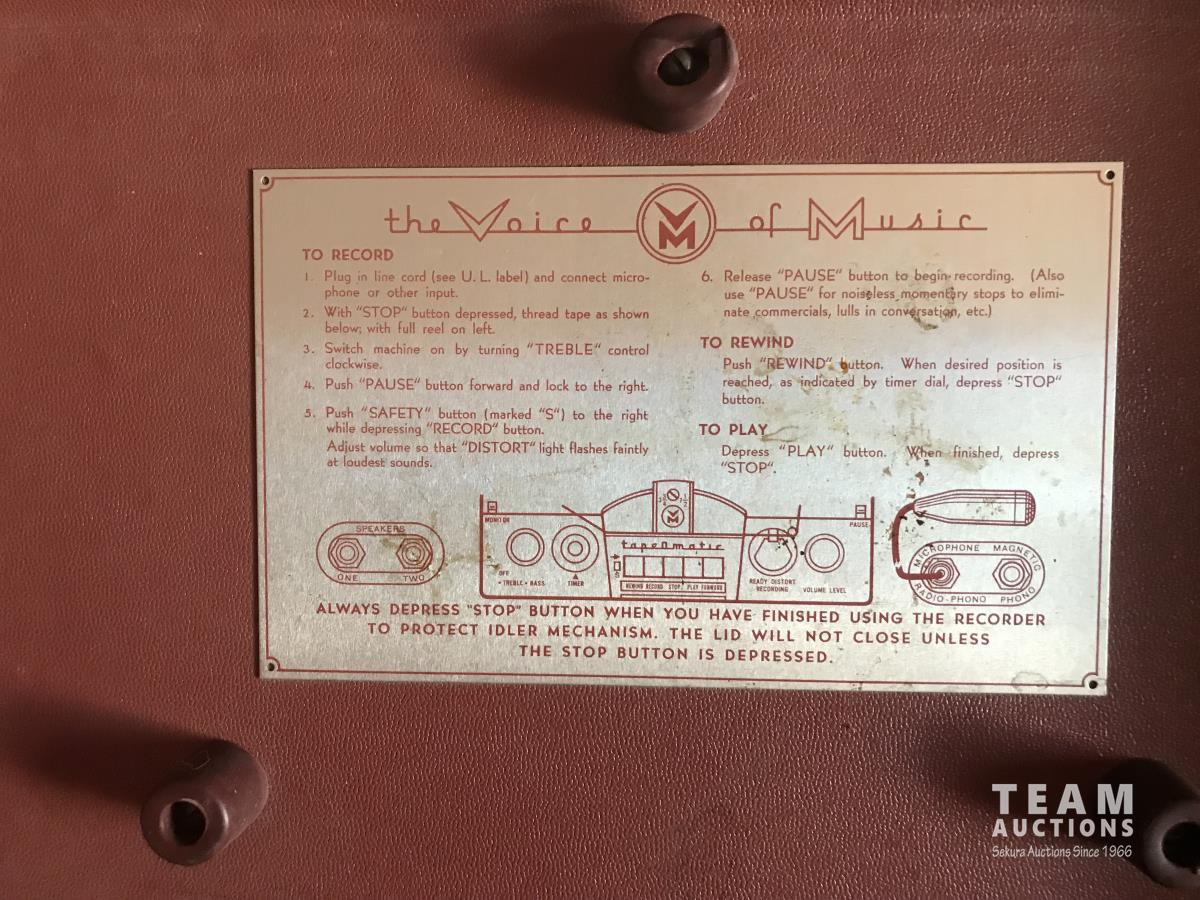 the Voice VM of Music
TO RECORD
1. Plug in line cord (see U. L. label) and connect micro-
phone or other input.
2. With "STOP" button depressed, thread tape as shown
below; with full reel on left.
3. Switch machine on by turning "TREBLE" control
clockwise.
4. Push "PAUSE" button forward and lock to the right.
5. Push "SAFETY" button (marked "S") to the right
while depressing "RECORD" button.
Adjust volume so that "DISTORT" light flashes faintly
at loudest sounds.
6. Release "PAUSE" button to begin recording. (Also
use "PAUSE" for noiseless momentary stops to elimi-
nate commercials, lulls in conversation, etc.)
TO REWIND
Push "REWIND" button. When desired position is
reached, as indicated by timer dial, depress "STOP"
button.
TO PLAY
Depress "PLAY" button. When finished, depress
"STOP".
SPEAKERS
ONE TWO
MONITOR
OFF
• TREBLE • BASS
TIMER
3 3/4 7 1/2
VM
tapeOmatic
S
REWIND RECORD STOP PLAY FORWARD
READY DISTORT
RECORDING
VOLUME LEVEL
PAUSE
MICROPHONE MAGNETIC
RADIO-PHONO PHONO
ALWAYS DEPRESS "STOP" BUTTON WHEN YOU HAVE FINISHED USING THE RECORDER
TO PROTECT IDLER MECHANISM. THE LID WILL NOT CLOSE UNLESS
THE STOP BUTTON IS DEPRESSED.
TEAM
AUCTIONS
Sekura Auctions Since 1966